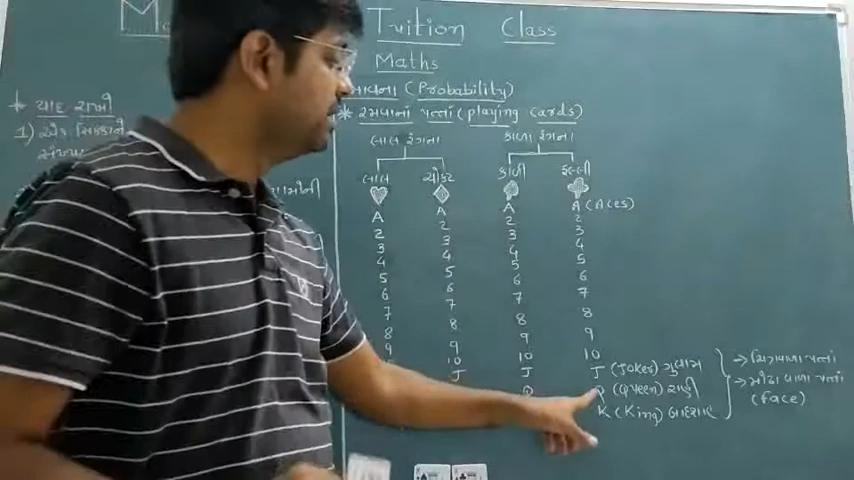 Tuition Class
Maths
(Probability)
* રમવાનાં પત્તાં (playing cards)
* યાદ રાખો
1) એક સિક્કાને
લાલ રંગના
કાળા રંગના
લાલ
ચોકટ
કાળી
ફલ્લી
A A A A (Aces)
2 2 2 2
3 3 3 3
4 4 4 4
5 5 5 5
6 6 6 6
7 7 7 7
8 8 8 8
9 9 9 9
10 10 10
J J J (Joker) ગુલામ
Q Q (Queen) રાણી
K (King) બાદશાહ
→ ચિત્રવાળા પત્તાં
→ મોઢા વાળા પત્તાં
(face)